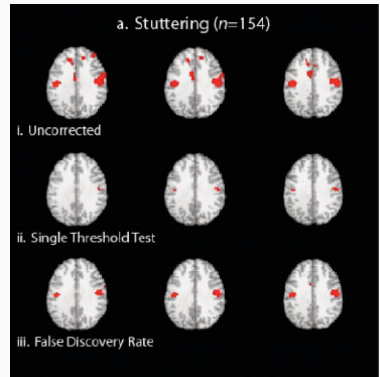 a. Stuttering (n=154)
i. Uncorrected
ii. Single Threshold Test
iii. False Discovery Rate